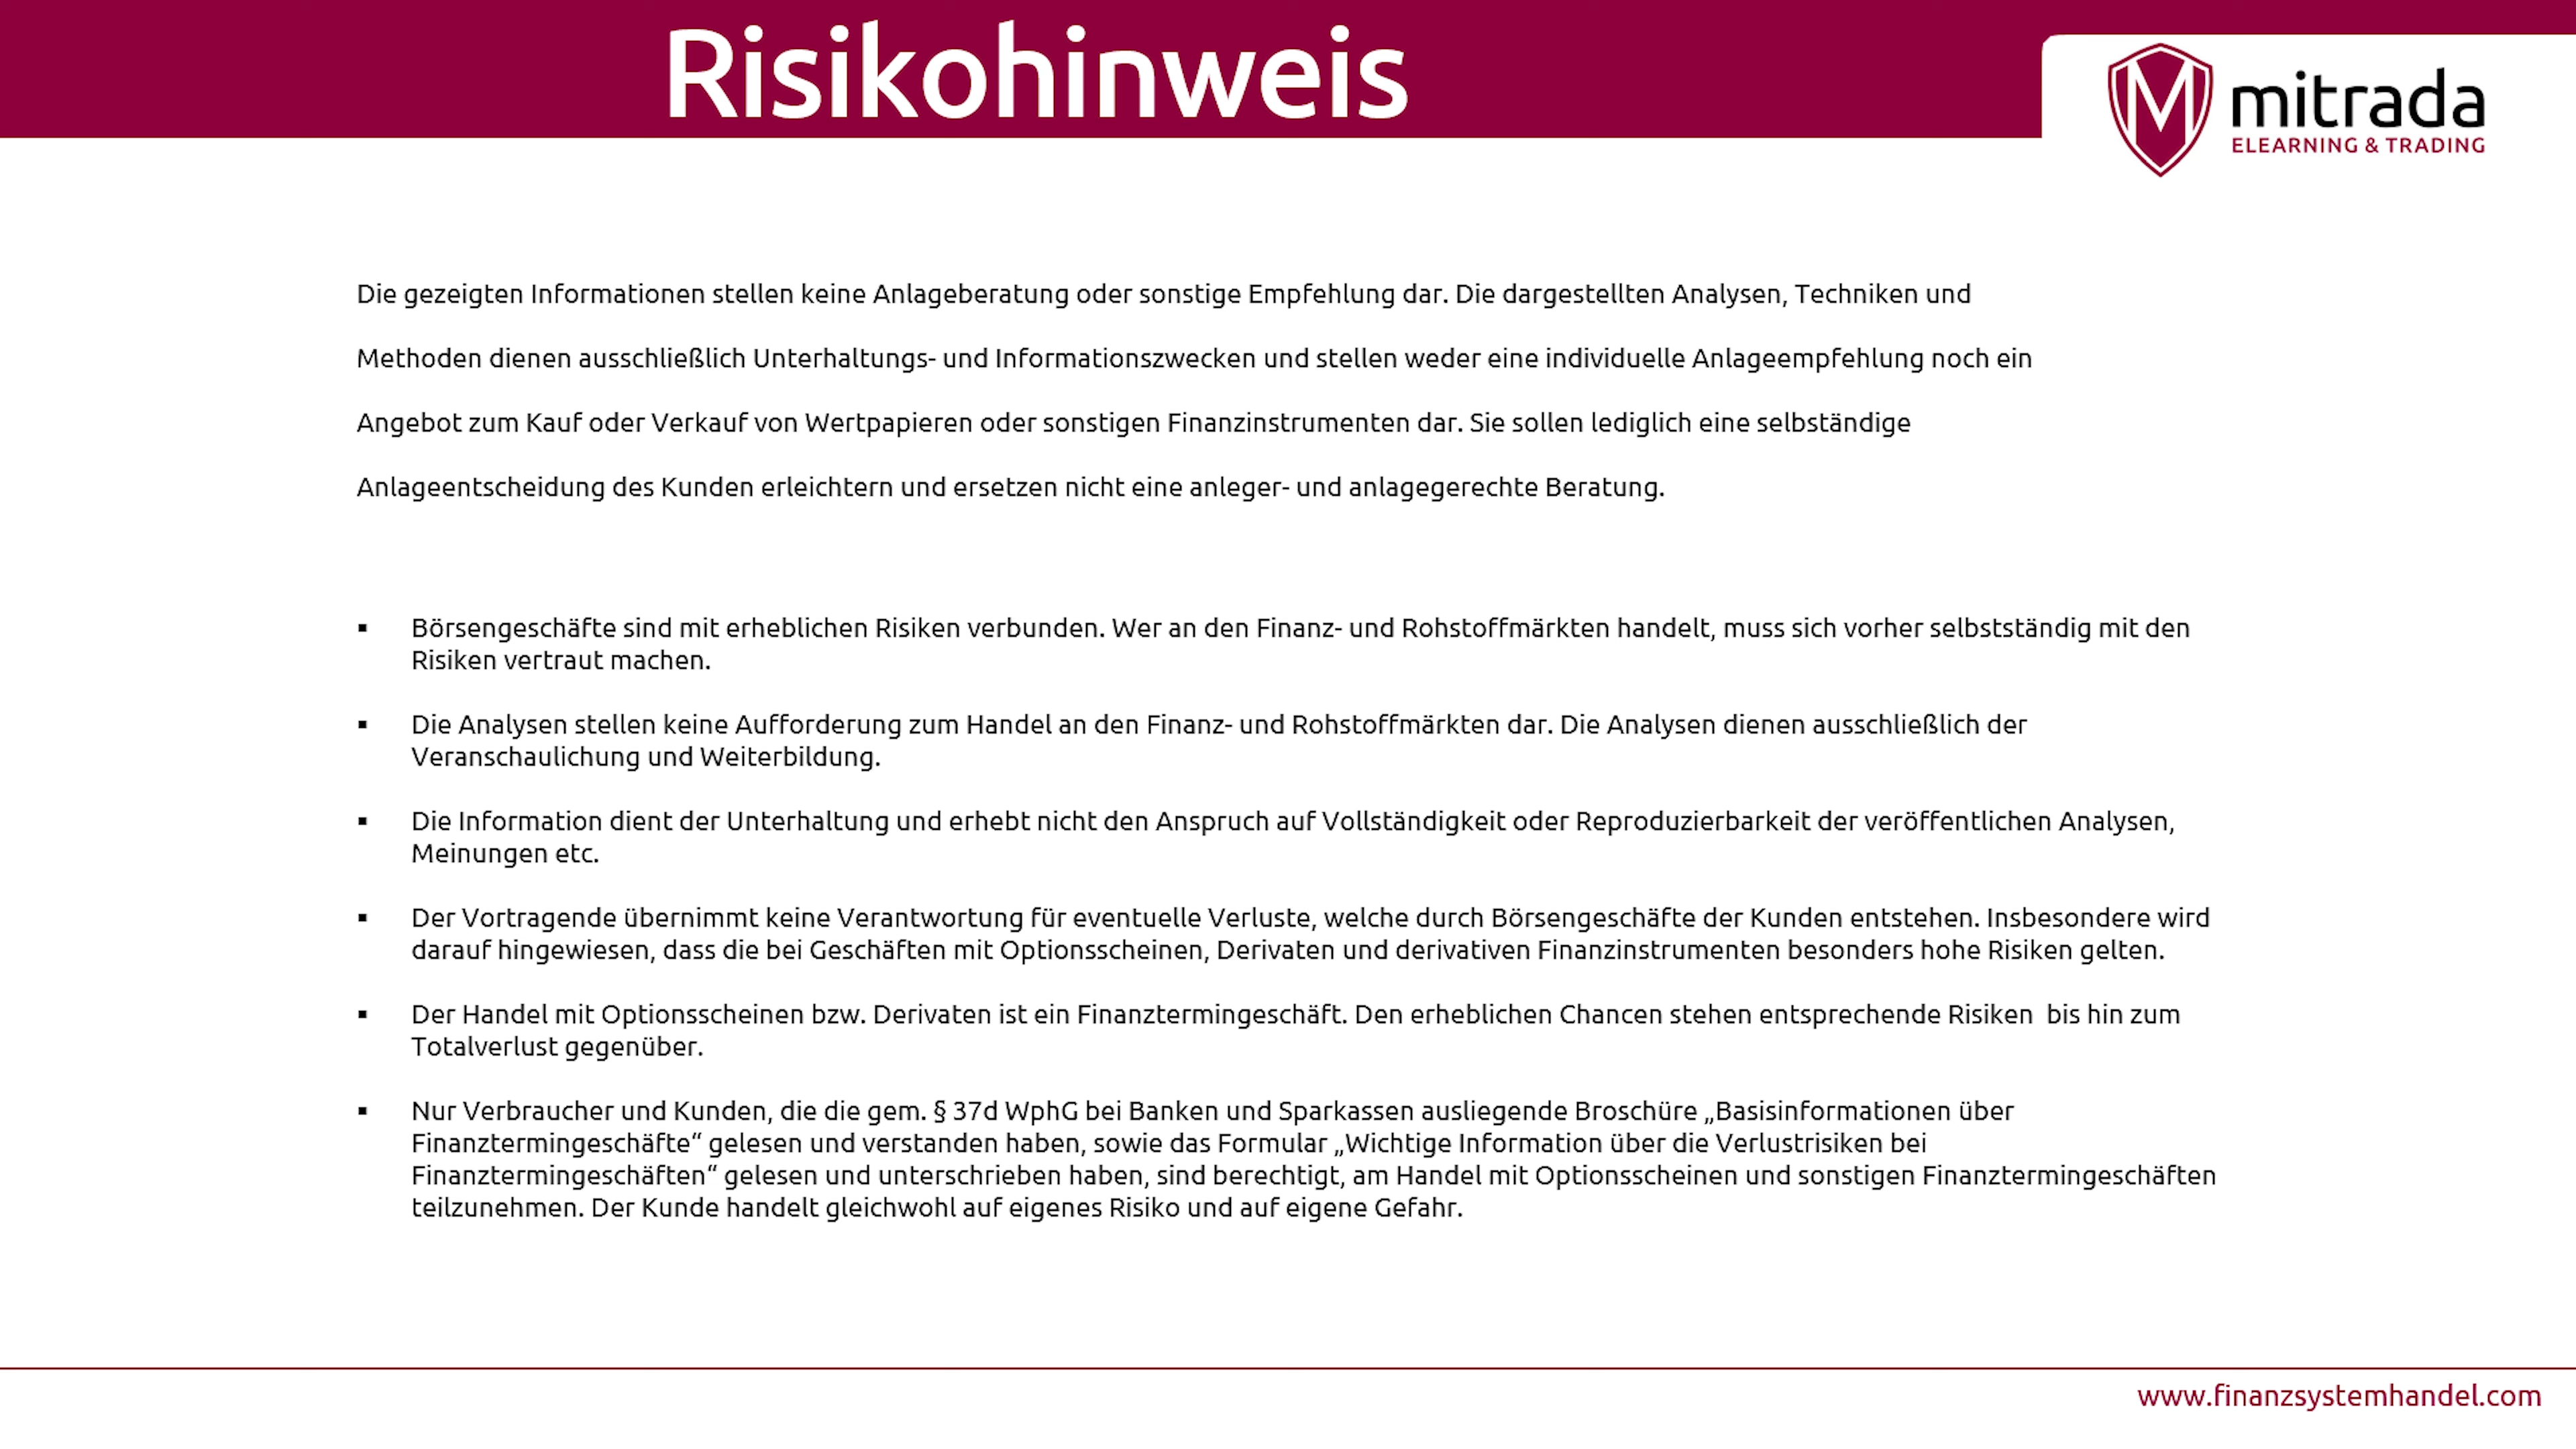 Risikohinweis
mitrada
ELEARNING & TRADING
Die gezeigten Informationen stellen keine Anlageberatung oder sonstige Empfehlung dar. Die dargestellten Analysen, Techniken und
Methoden dienen ausschließlich Unterhaltungs- und Informationszwecken und stellen weder eine individuelle Anlageempfehlung noch ein
Angebot zum Kauf oder Verkauf von Wertpapieren oder sonstigen Finanzinstrumenten dar. Sie sollen lediglich eine selbständige
Anlageentscheidung des Kunden erleichtern und ersetzen nicht eine anleger- und anlagegerechte Beratung.
▪ Börsengeschäfte sind mit erheblichen Risiken verbunden. Wer an den Finanz- und Rohstoffmärkten handelt, muss sich vorher selbstständig mit den
Risiken vertraut machen.
▪ Die Analysen stellen keine Aufforderung zum Handel an den Finanz- und Rohstoffmärkten dar. Die Analysen dienen ausschließlich der
Veranschaulichung und Weiterbildung.
▪ Die Information dient der Unterhaltung und erhebt nicht den Anspruch auf Vollständigkeit oder Reproduzierbarkeit der veröffentlichen Analysen,
Meinungen etc.
▪ Der Vortragende übernimmt keine Verantwortung für eventuelle Verluste, welche durch Börsengeschäfte der Kunden entstehen. Insbesondere wird
darauf hingewiesen, dass die bei Geschäften mit Optionsscheinen, Derivaten und derivativen Finanzinstrumenten besonders hohe Risiken gelten.
▪ Der Handel mit Optionsscheinen bzw. Derivaten ist ein Finanztermingeschäft. Den erheblichen Chancen stehen entsprechende Risiken  bis hin zum
Totalverlust gegenüber.
▪ Nur Verbraucher und Kunden, die die gem. § 37d WphG bei Banken und Sparkassen ausliegende Broschüre „Basisinformationen über
Finanztermingeschäfte“ gelesen und verstanden haben, sowie das Formular „Wichtige Information über die Verlustrisiken bei
Finanztermingeschäften“ gelesen und unterschrieben haben, sind berechtigt, am Handel mit Optionsscheinen und sonstigen Finanztermingeschäften
teilzunehmen. Der Kunde handelt gleichwohl auf eigenes Risiko und auf eigene Gefahr.
www.finanzsystemhandel.com